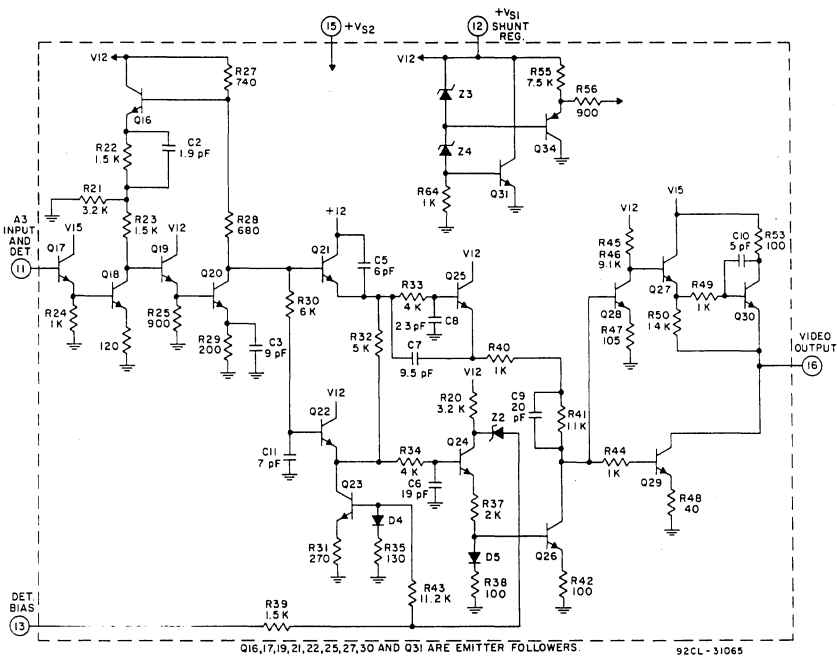 15 +VS2
12 +VS1
SHUNT
REG.
V12
R27
740
Q16
R22
1.5 K
C2
1.9 pF
R21
3.2 K
R23
1.5 K
A3
INPUT
AND
DET.
11
V15
Q17
R24
1K
Q18
120
V12
Q19
R25
900
Q20
R28
680
R29
200
C3
9 pF
V12
Z3
Z4
R64
1 K
Q31
R55
7.5 K
R56
900
Q34
+12
Q21
C5
6 pF
R30
6 K
R32
5 K
R33
4 K
V12
Q25
C8
C7
9.5 pF
R40
1 K
V12
R20
3.2 K
Z2
C9
20
pF
R41
1.1 K
V12
Q22
C11
7 pF
Q23
R31
270
D4
R35
130
R34
4 K
C6
19 pF
Q24
R37
2 K
D5
R38
100
Q26
R42
100
R43
11.2 K
V12
R45
R46
9.1 K
Q28
R47
105
V15
Q27
R49
1 K
C10
5 pF
R53
100
Q30
R50
1.4 K
VIDEO
OUTPUT
16
R44
1 K
Q29
R48
40
DET.
BIAS
13
R39
1.5 K
Q16,17,19,21,22,25,27,30 AND Q31 ARE EMITTER FOLLOWERS.
92CL-31065